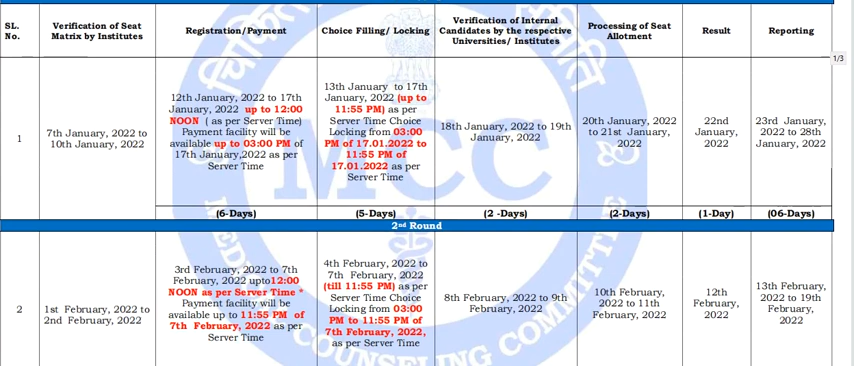 SL. No.
Verification of Seat Matrix by Institutes
Registration/Payment
Choice Filling/ Locking
Verification of Internal Candidates by the respective Universities/ Institutes
Processing of Seat Allotment
Result
Reporting
1/3
1
7th January, 2022 to
10th January, 2022
12th January, 2022 to 17th
January, 2022 up to 12:00
NOON ( as per Server Time)
Payment facility will be
available up to 03:00 PM of
17th January,2022 as per
Server Time
13th January to 17th
January, 2022 (up to
11:55 PM) as per
Server Time Choice
Locking from 03:00
PM of 17.01.2022 to
11:55 PM of
17.01.2022 as per
Server Time
18th January, 2022 to 19th
January, 2022
20th January, 2022
to 21st January,
2022
22nd
January,
2022
23rd January,
2022 to 28th
January, 2022
(6-Days)
(5-Days)
(2 -Days)
(2-Days)
(1-Day)
(06-Days)
2nd Round
2
1st February, 2022 to
2nd February, 2022
3rd February, 2022 to 7th
February, 2022 upto12:00
NOON as per Server Time *
Payment facility will be
available up to 11:55 PM of
7th February, 2022 as per
Server Time
4th February, 2022 to
7th February, 2022
(till 11:55 PM) as per
Server Time Choice
Locking from 03:00
PM to 11:55 PM of
7th February, 2022,
as per Server Time
8th February, 2022 to 9th
February, 2022
10th February,
2022 to 11th
February, 2022
12th
February,
2022
13th February,
2022 to 19th
February,
2022
MCC
COUNSELING COMMITTEE